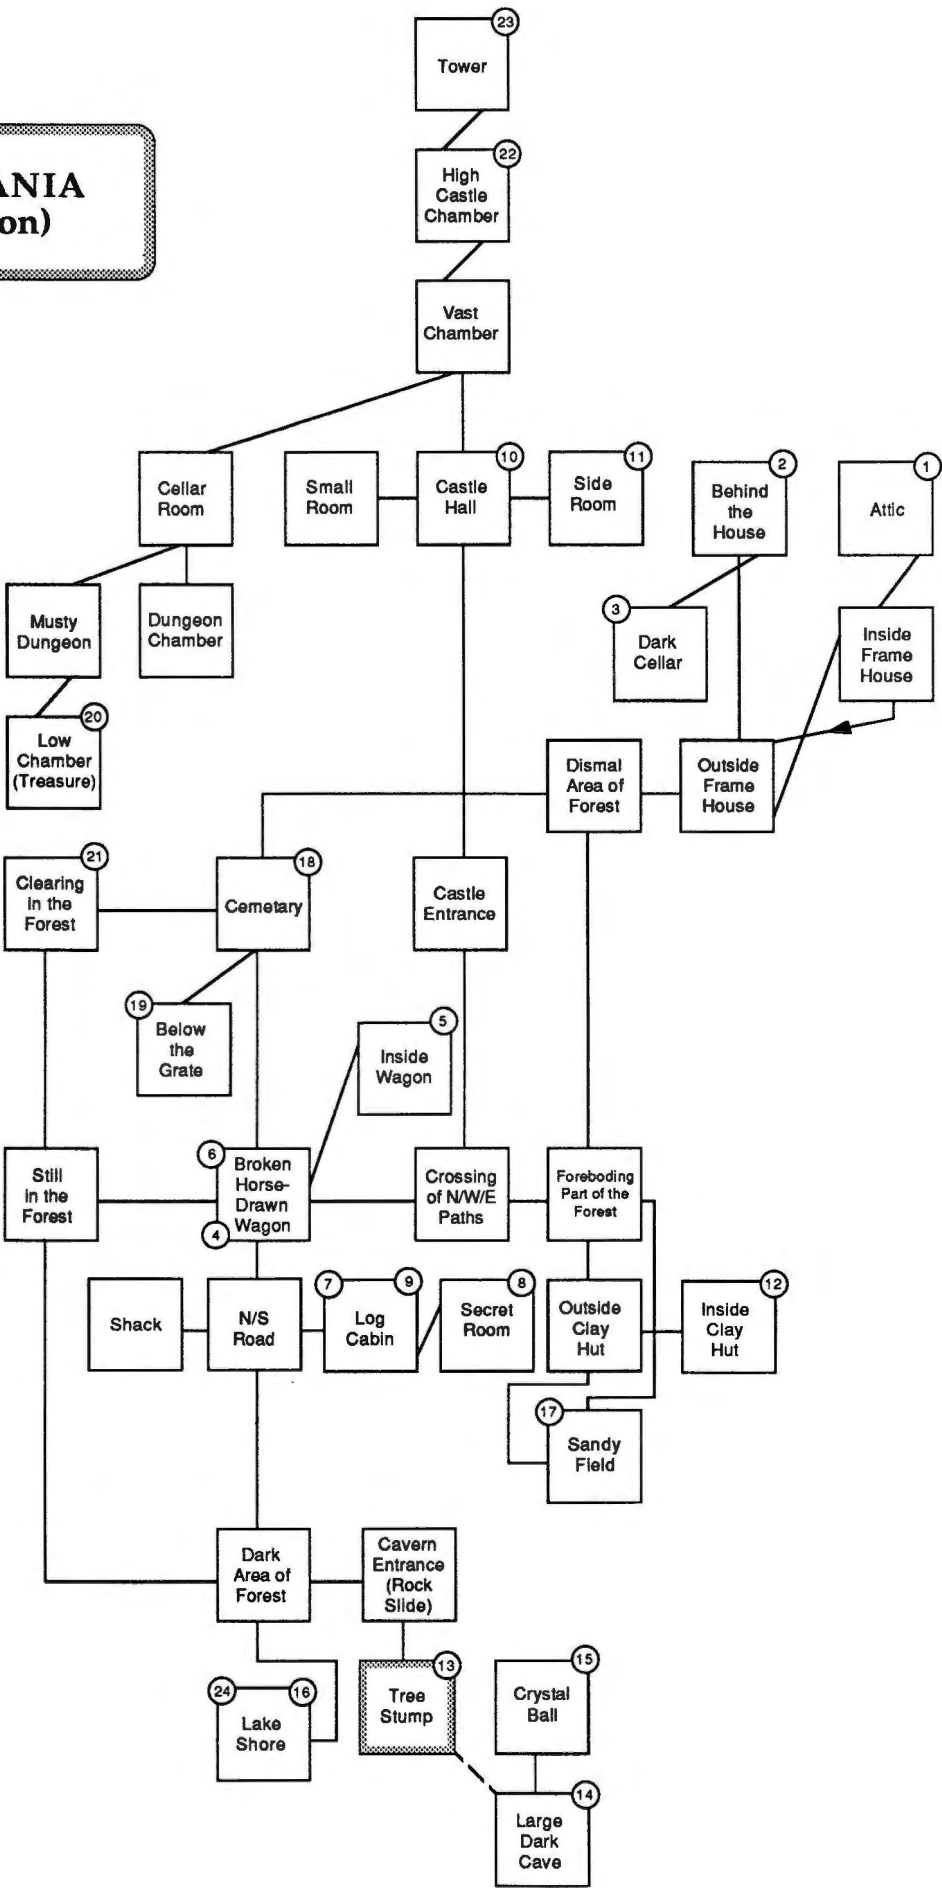 23
Tower
22
High
Castle
Chamber
ANIA
on)
Vast
Chamber
Cellar
Room
Small
Room
10
Castle
Hall
11
Side
Room
2
Behind
the
House
1
Attic
Musty
Dungeon
Dungeon
Chamber
3
Dark
Cellar
Inside
Frame
House
20
Low
Chamber
(Treasure)
Dismal
Area of
Forest
Outside
Frame
House
21
Clearing
in the
Forest
18
Cemetary
Castle
Entrance
19
Below
the
Grate
5
Inside
Wagon
Still
in the
Forest
6
Broken
Horse-
Drawn
Wagon
4
Crossing
of N/W/E
Paths
Foreboding
Part of the
Forest
Shack
N/S
Road
7
9
Log
Cabin
8
Secret
Room
Outside
Clay
Hut
12
Inside
Clay
Hut
17
Sandy
Field
Dark
Area of
Forest
Cavern
Entrance
(Rock
Slide)
24
16
Lake
Shore
13
Tree
Stump
15
Crystal
Ball
14
Large
Dark
Cave